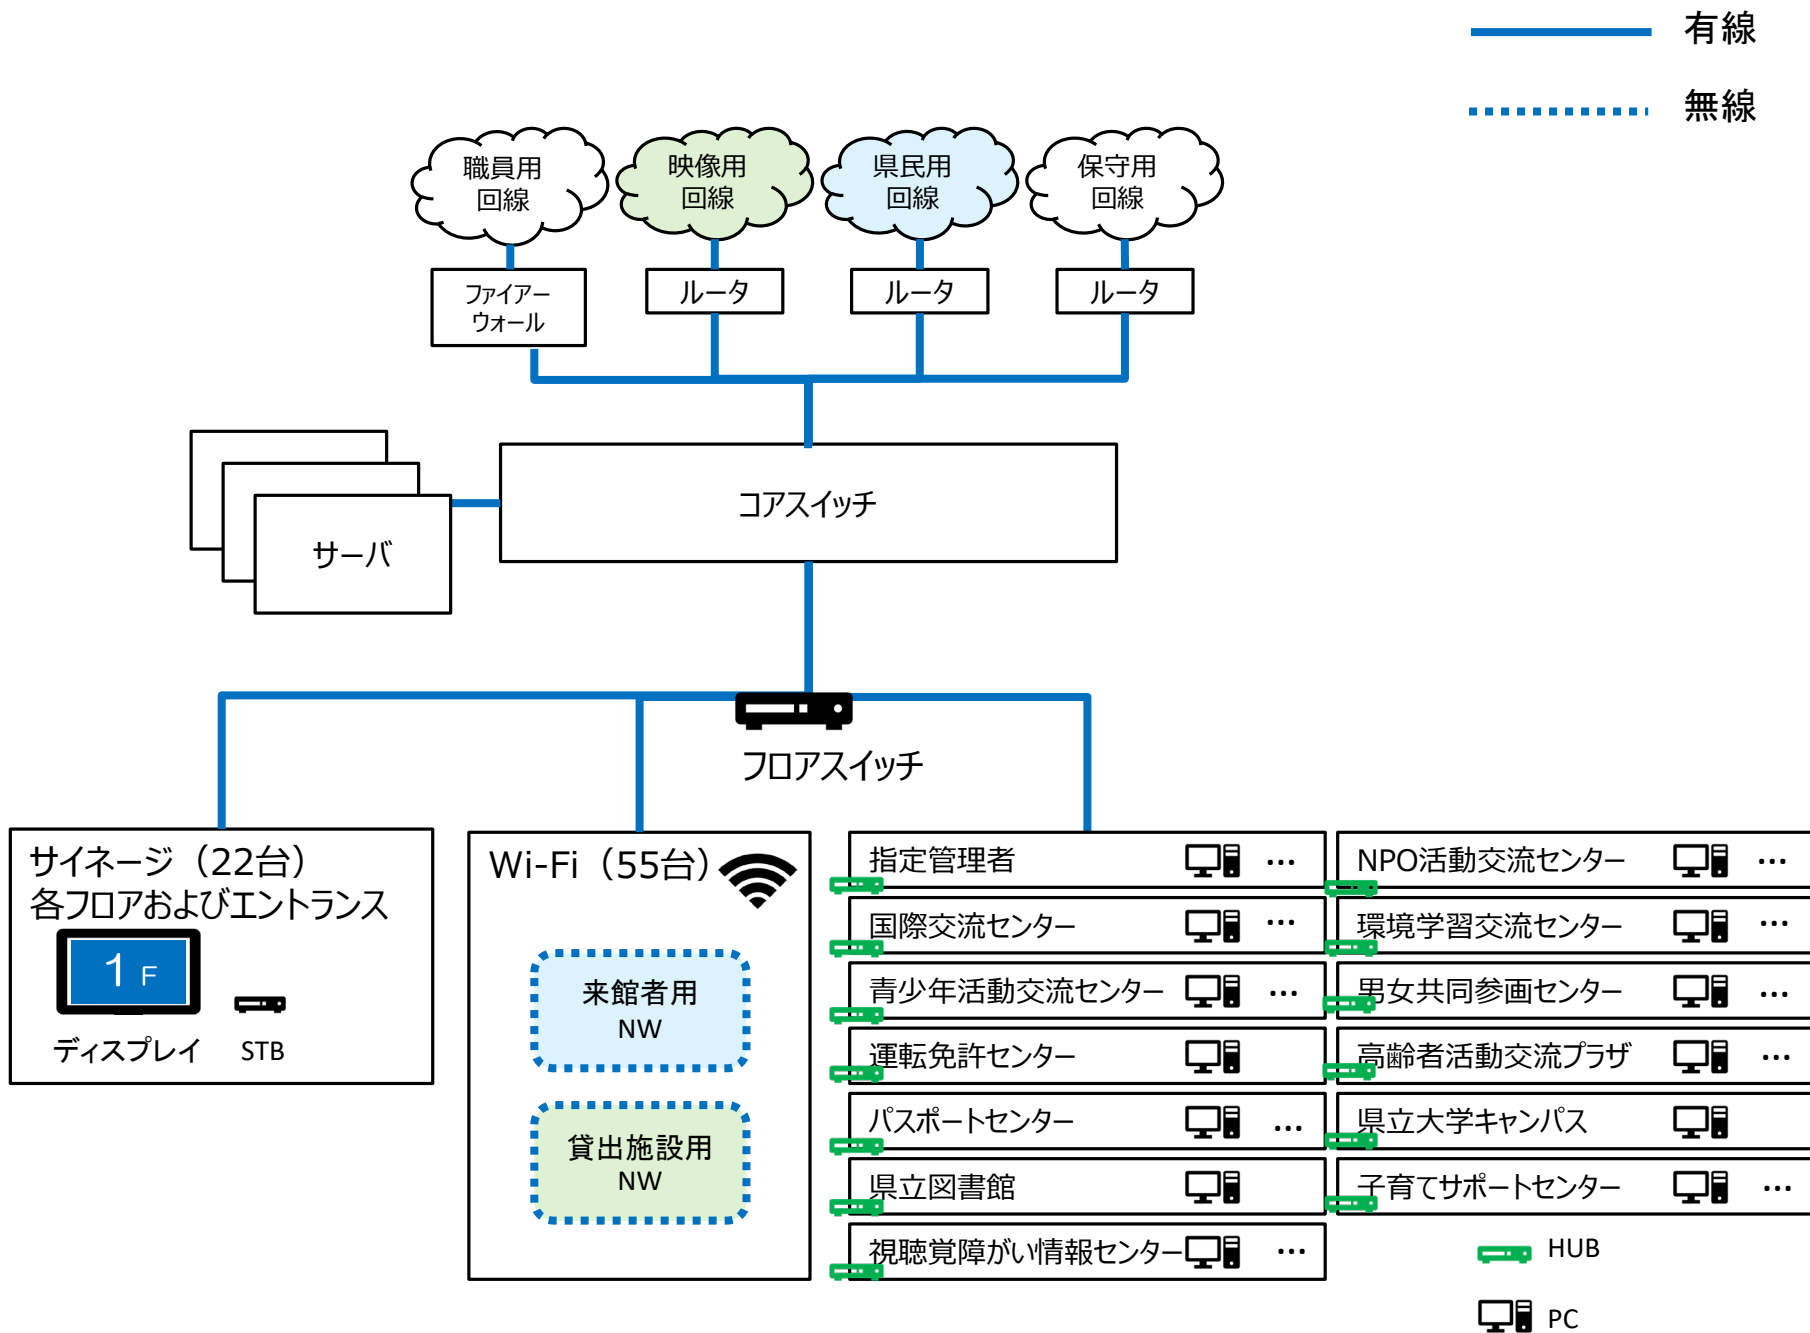 有線
無線
職員用
回線
映像用
回線
県民用
回線
保守用
回線
ファイアー
ウォール
ルータ
ルータ
ルータ
コアスイッチ
サーバ
フロアスイッチ
サイネージ（22台）
各フロアおよびエントランス
1 F
ディスプレイ
STB
Wi-Fi（55台）
来館者用
NW
貸出施設用
NW
指定管理者 …
国際交流センター …
青少年活動交流センター …
運転免許センター
パスポートセンター …
県立図書館
視聴覚障がい情報センター …
NPO活動交流センター …
環境学習交流センター …
男女共同参画センター …
高齢者活動交流プラザ …
県立大学キャンパス
子育てサポートセンター …
HUB
PC